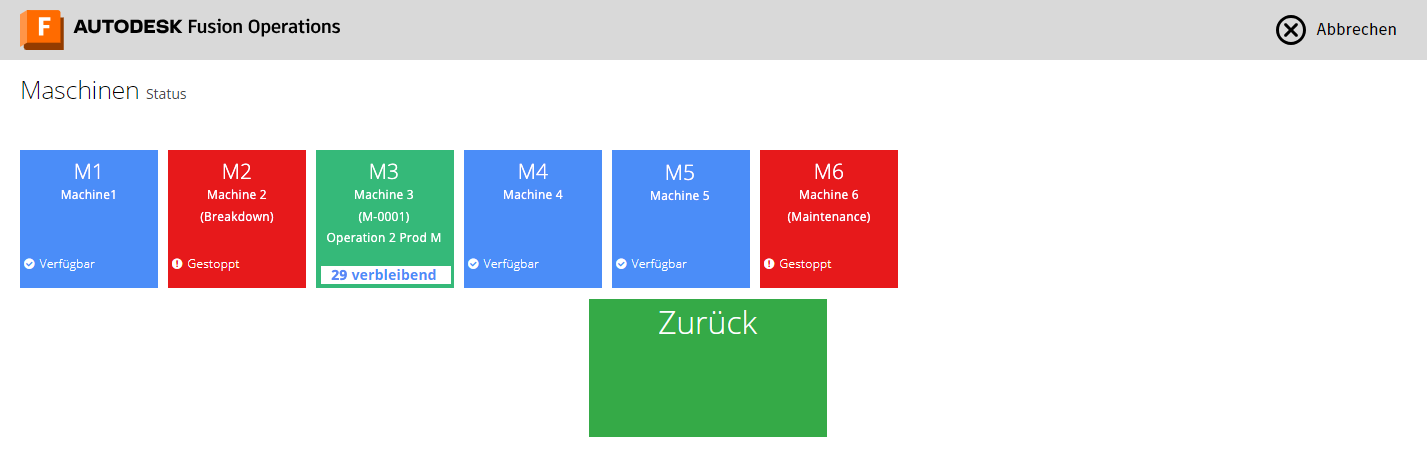 F AUTODESK Fusion Operations
Abbrechen
Maschinen Status
M1
Machine1
Verfügbar
M2
Machine 2
(Breakdown)
Gestoppt
M3
Machine 3
(M-0001)
Operation 2 Prod M
29 verbleibend
M4
Machine 4
Verfügbar
M5
Machine 5
Verfügbar
M6
Machine 6
(Maintenance)
Gestoppt
Zurück